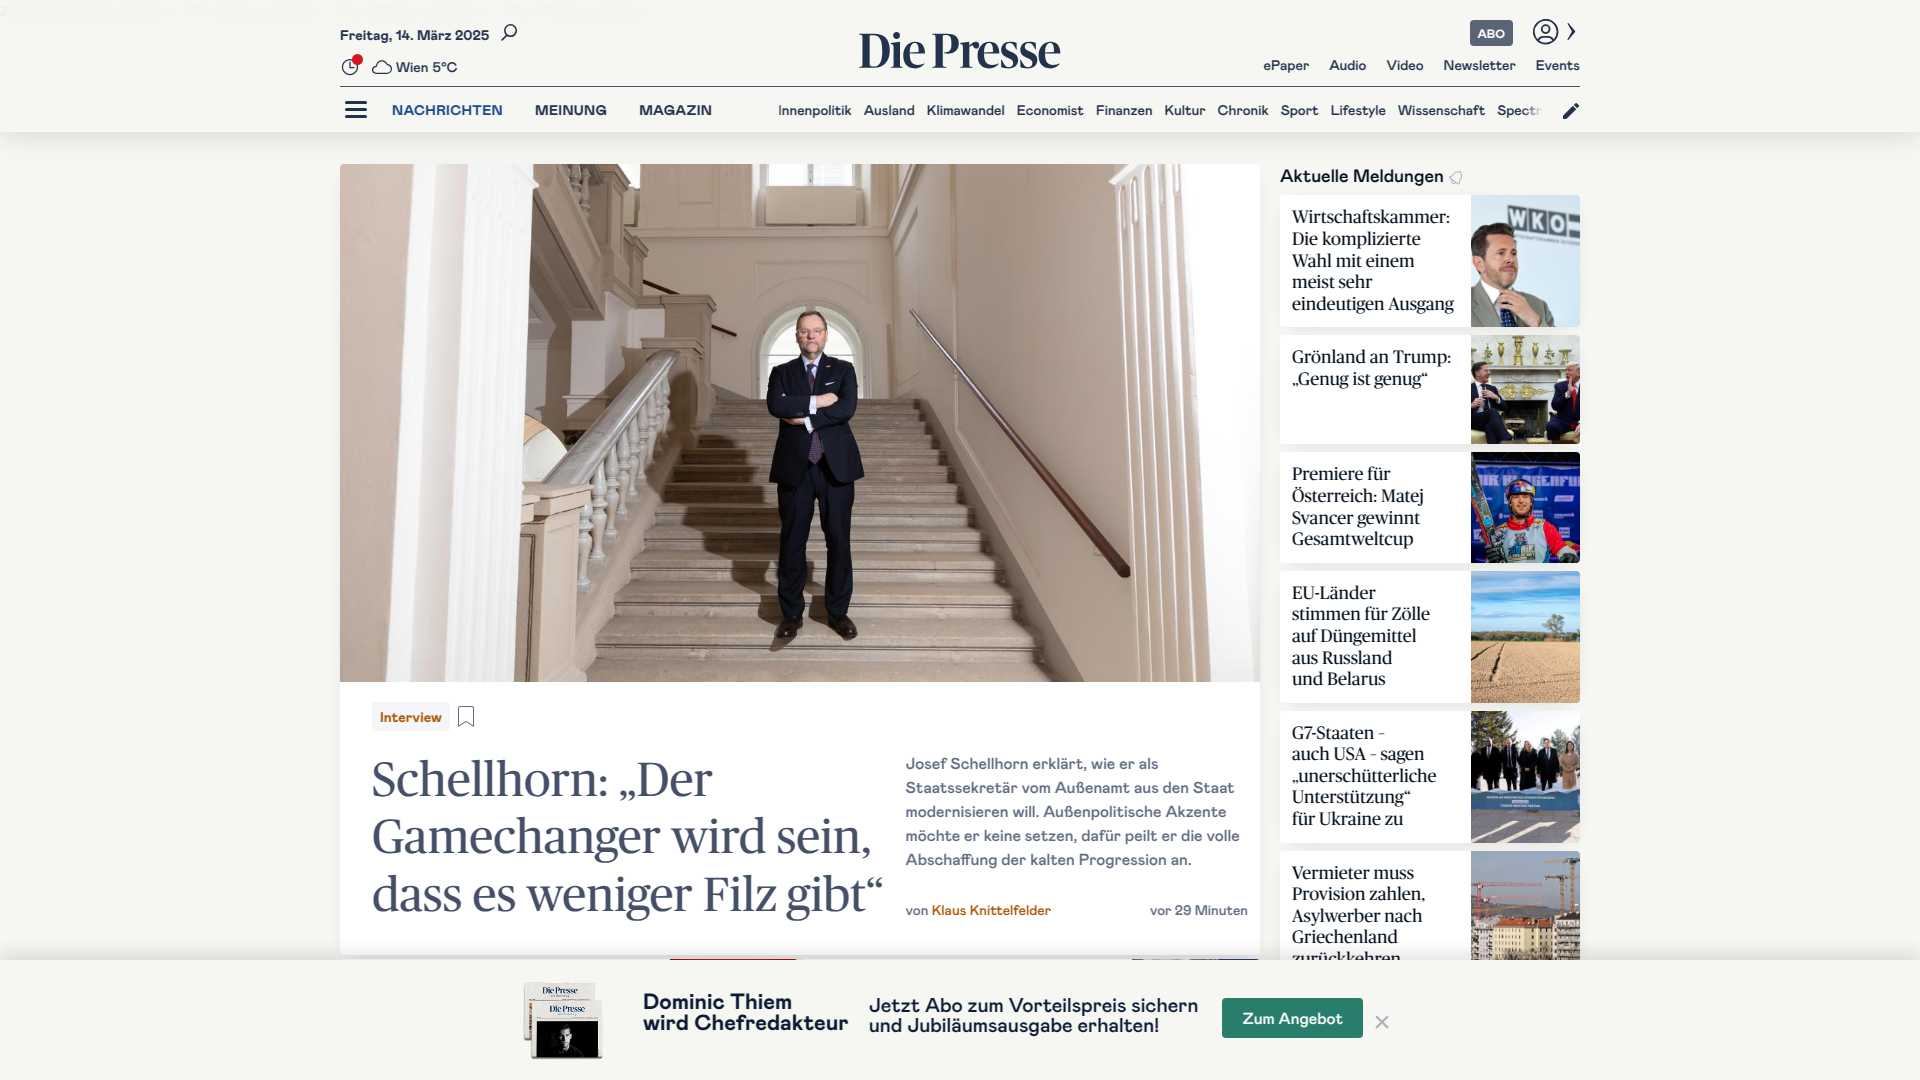 Freitag, 14. März 2025
Wien 5°C
Die Presse
ABO
ePaper Audio Video Newsletter Events
NACHRICHTEN MEINUNG MAGAZIN
Innenpolitik Ausland Klimawandel Economist Finanzen Kultur Chronik Sport Lifestyle Wissenschaft Spectr
Interview
Schellhorn: „Der
Gamechanger wird sein,
dass es weniger Filz gibt“
Josef Schellhorn erklärt, wie er als
Staatssekretär vom Außenamt aus den Staat
modernisieren will. Außenpolitische Akzente
möchte er keine setzen, dafür peilt er die volle
Abschaffung der kalten Progression an.
von Klaus Knittelfelder
vor 29 Minuten
Aktuelle Meldungen
Wirtschaftskammer:
Die komplizierte
Wahl mit einem
meist sehr
eindeutigen Ausgang
WKO
Grönland an Trump:
„Genug ist genug“
Premiere für
Österreich: Matej
Svancer gewinnt
Gesamtweltcup
EU-Länder
stimmen für Zölle
auf Düngemittel
aus Russland
und Belarus
G7-Staaten –
auch USA – sagen
„unerschütterliche
Unterstützung“
für Ukraine zu
Vermieter muss
Provision zahlen,
Asylwerber nach
Griechenland
zurückkehren
Die Presse
Die Presse
Dominic Thiem
wird Chefredakteur
Jetzt Abo zum Vorteilspreis sichern
und Jubiläumsausgabe erhalten!
Zum Angebot